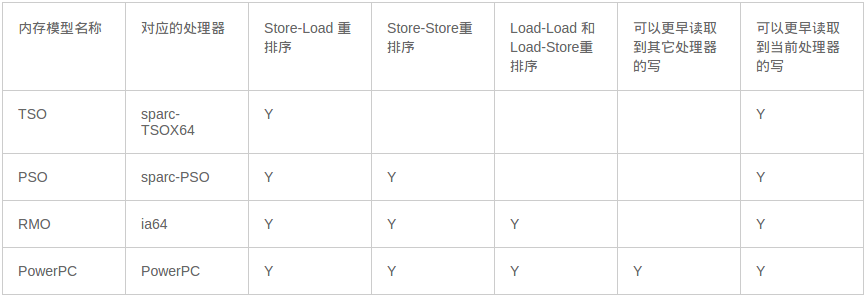 内存模型名称
对应的处理器
Store-Load 重
排序
Store-Store重
排序
Load-Load 和
Load-Store重
排序
可以更早读取
到其它处理器
的写
可以更早读取
到当前处理器
的写
TSO
sparc-
TSOX64
Y
Y
PSO
sparc-PSO
Y
Y
Y
RMO
ia64
Y
Y
Y
Y
PowerPC
PowerPC
Y
Y
Y
Y
Y